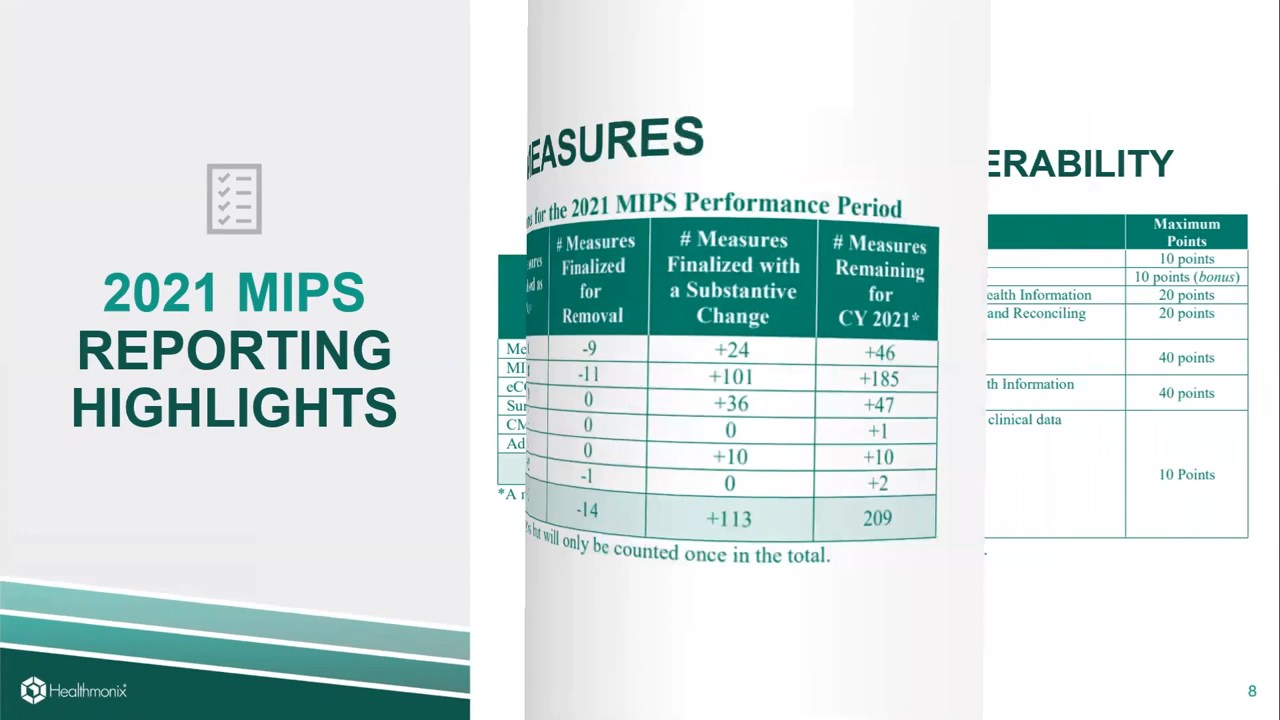 2021 MIPS
REPORTING
HIGHLIGHTS
Healthmonix
MEASURES
for the 2021 MIPS Performance Period
# Measures Finalized for Removal | # Measures Finalized with a Substantive Change | # Measures Remaining for CY 2021*
-9 | +24 | +46
-11 | +101 | +185
0 | +36 | +47
0 | 0 | +1
0 | +10 | +10
-1 | 0 | +2
-14 | +113 | 209
but will only be counted once in the total.
ERABILITY
Maximum Points
10 points
10 points (bonus)
ealth Information | 20 points
and Reconciling | 20 points
40 points
th Information | 40 points
clinical data
10 Points
8